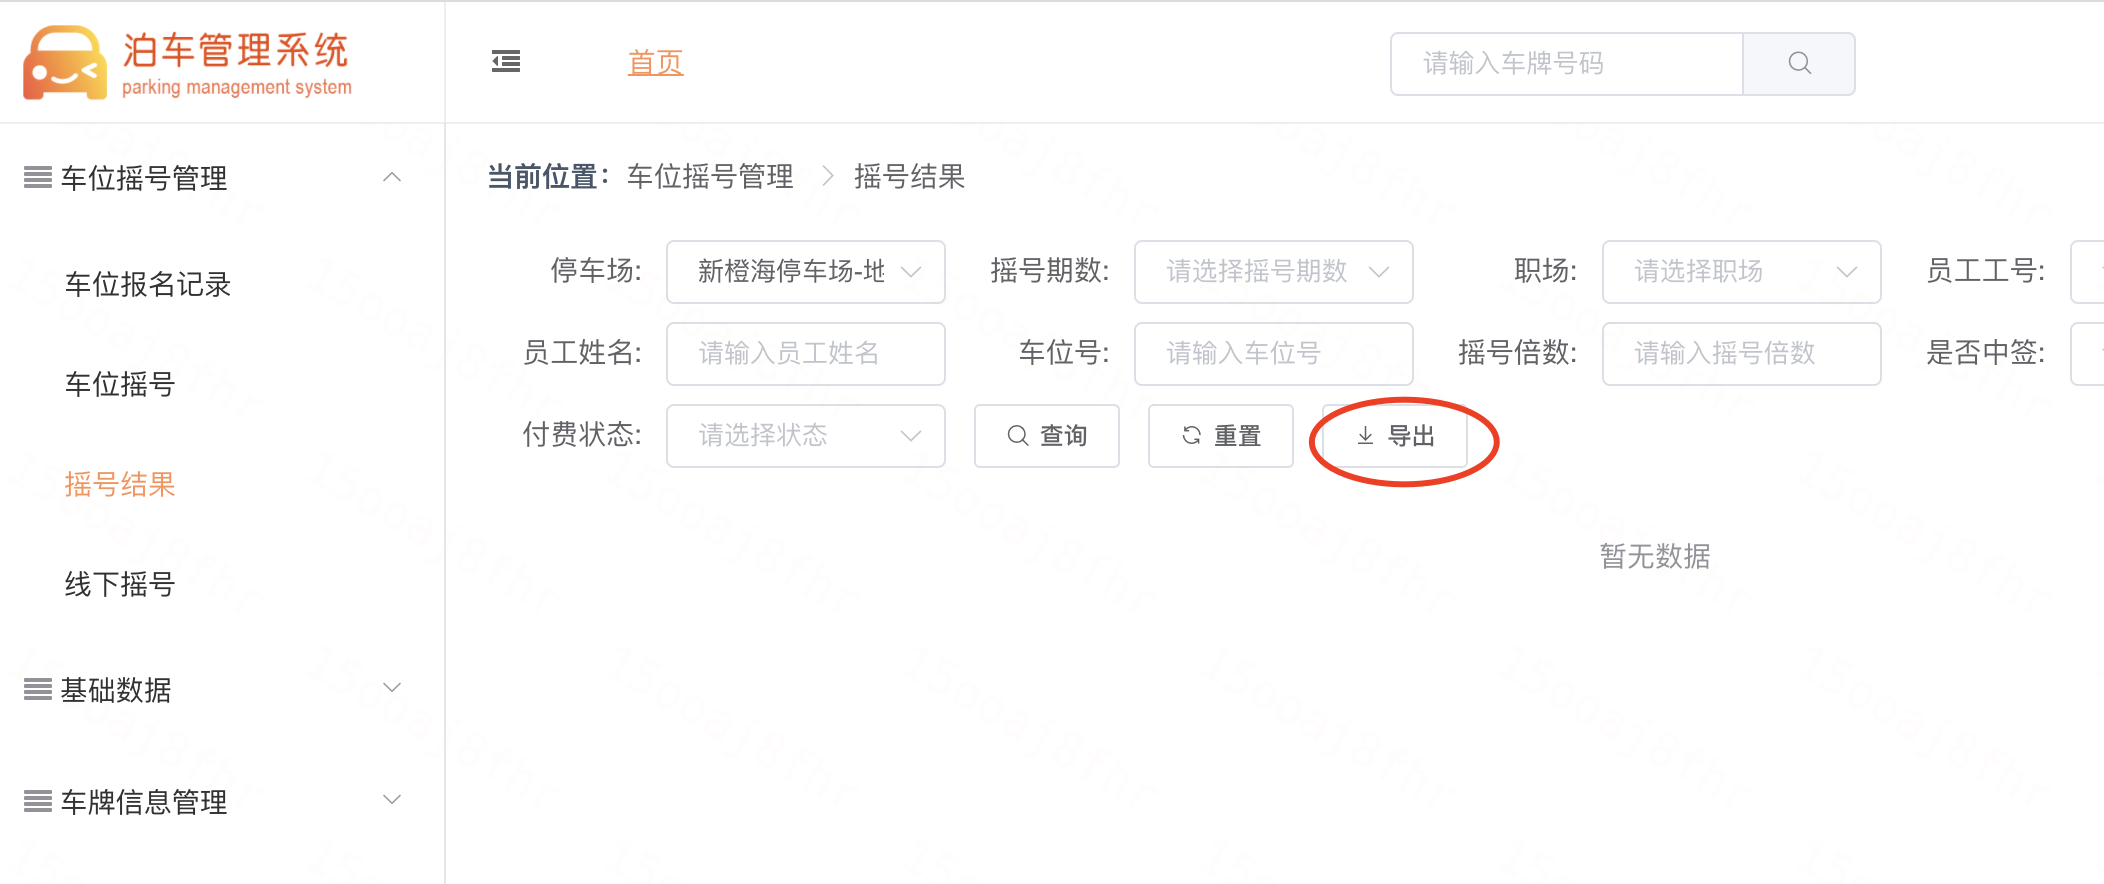 泊车管理系统
parking management system
首页
请输入车牌号码
车位摇号管理
车位报名记录
车位摇号
摇号结果
线下摇号
基础数据
车牌信息管理
当前位置： 车位摇号管理 摇号结果
停车场: 新橙海停车场-地 摇号期数: 请选择摇号期数 职场: 请选择职场 员工工号:
员工姓名: 请输入员工姓名 车位号: 请输入车位号 摇号倍数: 请输入摇号倍数 是否中签:
付费状态: 请选择状态 查询 重置 导出
暂无数据